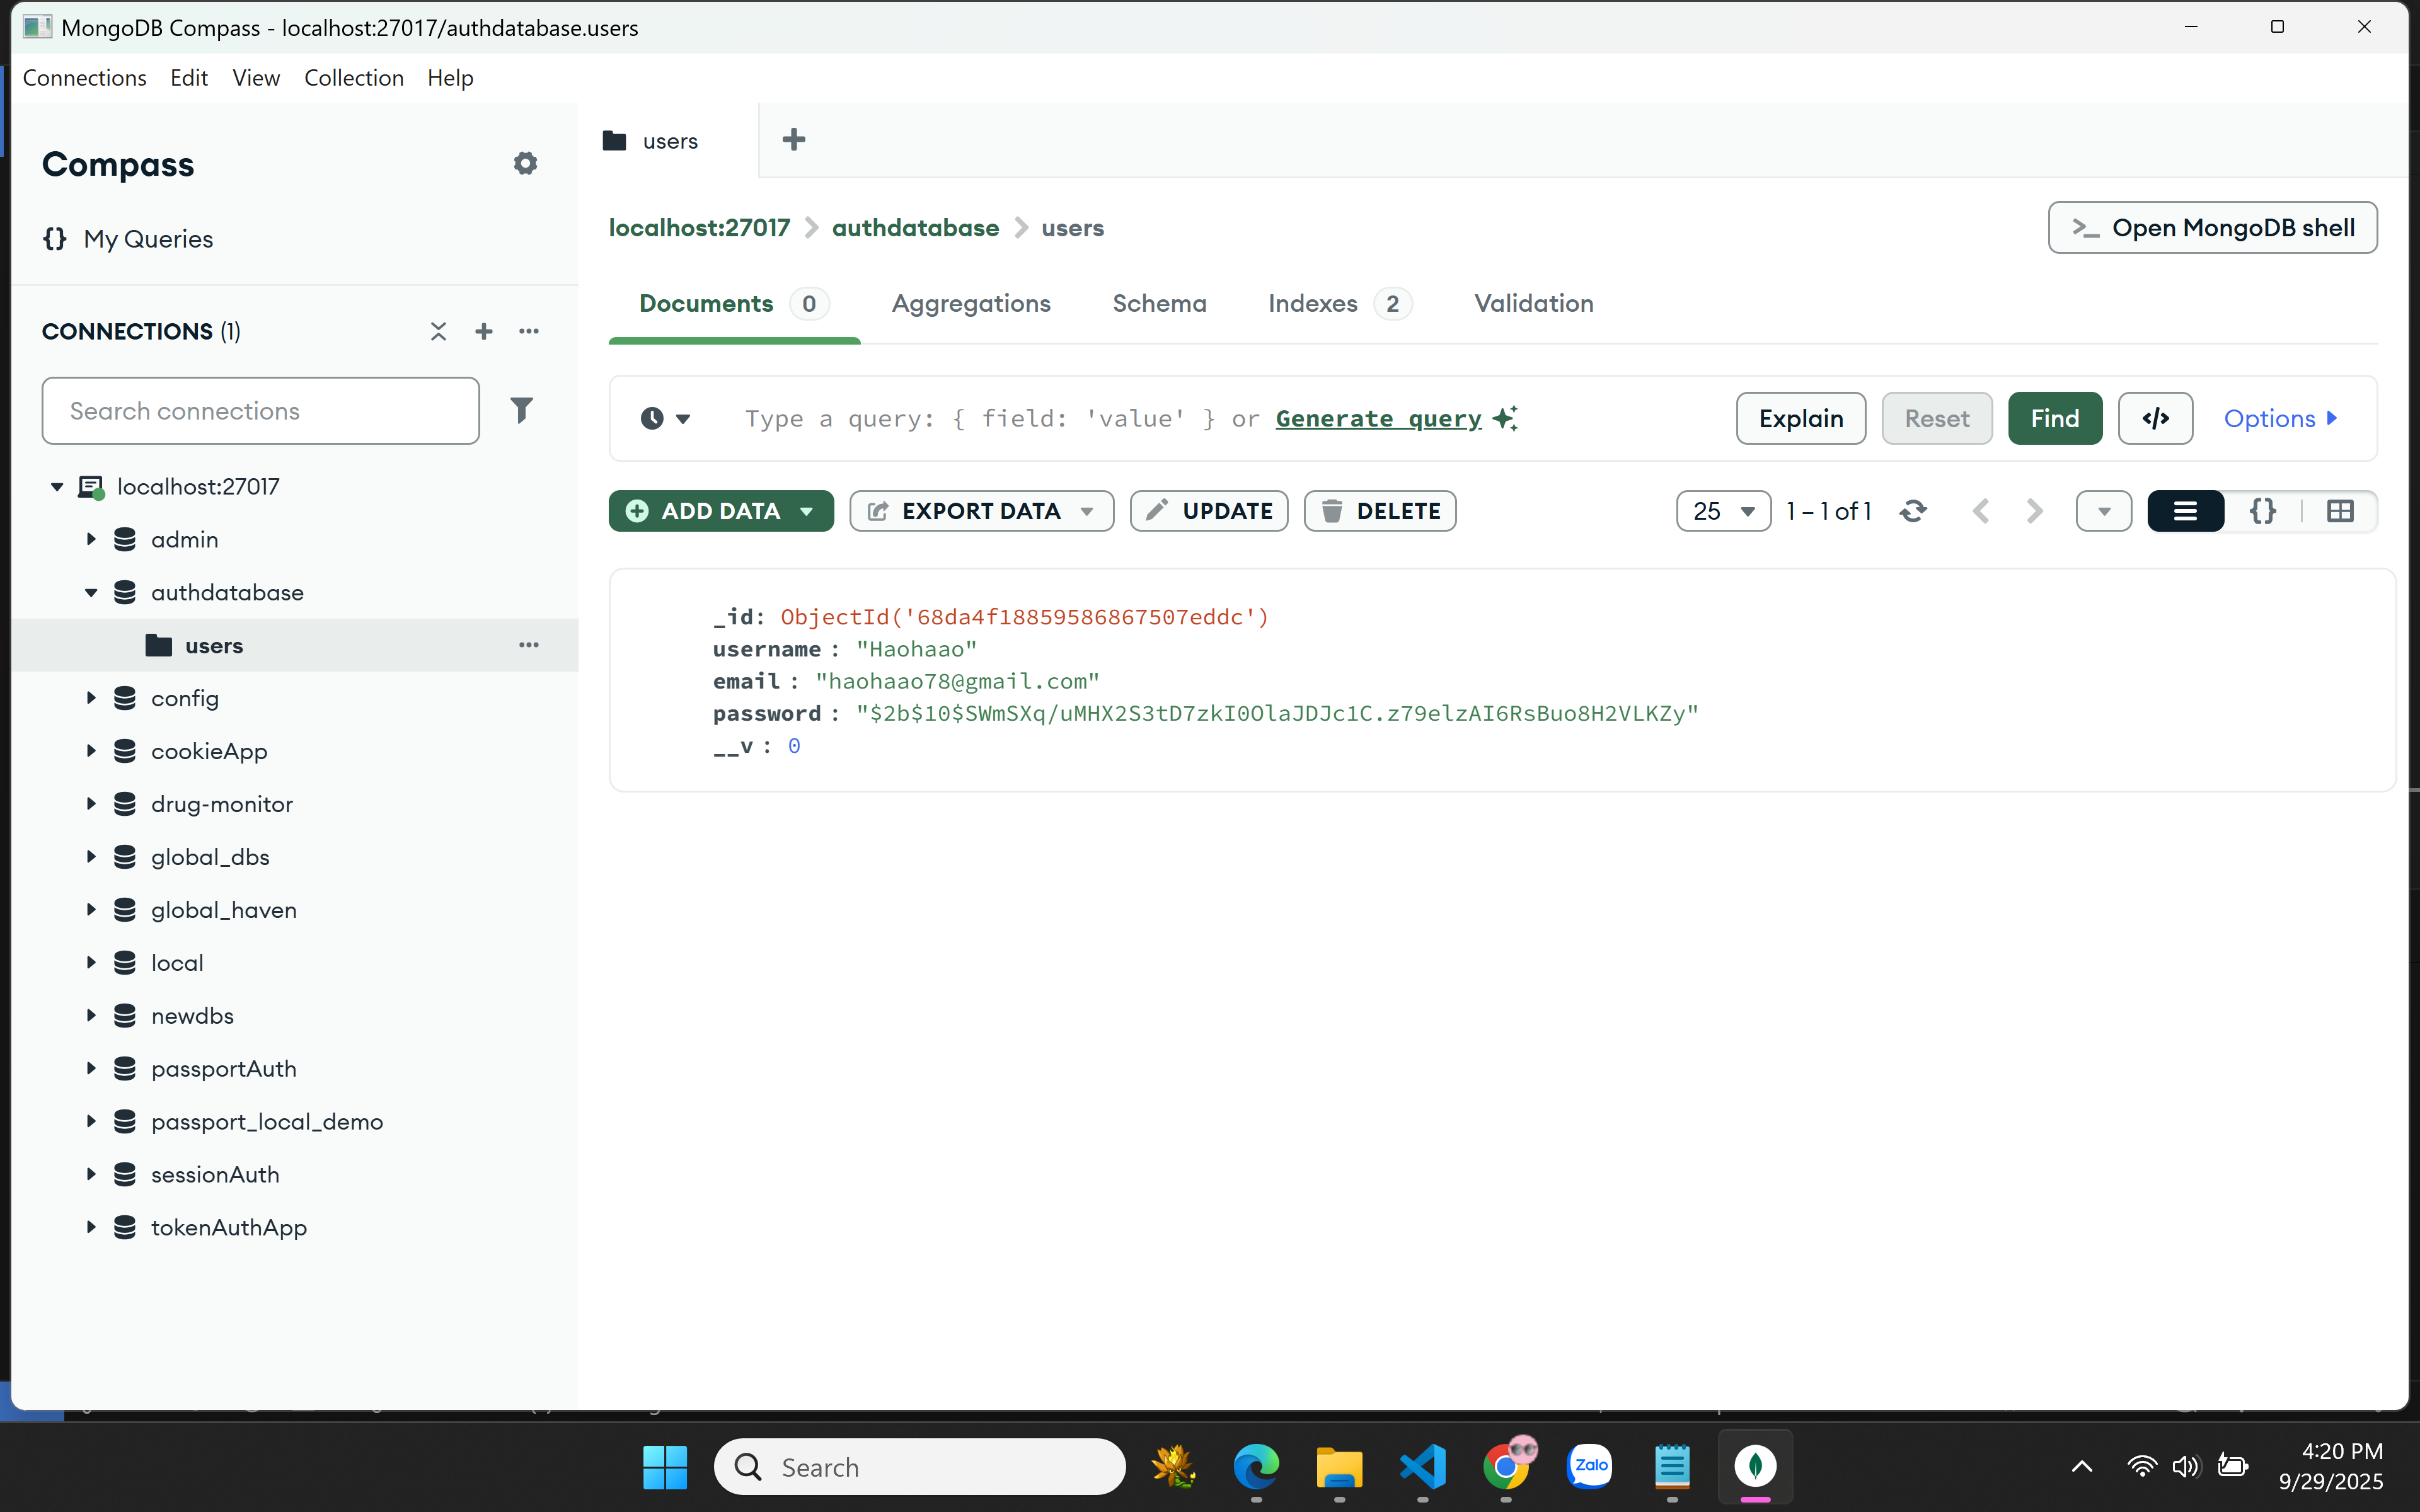 MongoDB Compass - localhost:27017/authdatabase.users
Connections Edit View Collection Help
Compass
{} My Queries
CONNECTIONS (1)
Search connections
localhost:27017
admin
authdatabase
users
config
cookieApp
drug-monitor
global_dbs
global_haven
local
newdbs
passportAuth
passport_local_demo
sessionAuth
tokenAuthApp
users
localhost:27017 > authdatabase > users
>_ Open MongoDB shell
Documents 0 Aggregations Schema Indexes 2 Validation
Type a query: { field: 'value' } or Generate query
Explain Reset Find </> Options
ADD DATA EXPORT DATA UPDATE DELETE
25 1 – 1 of 1 {}
_id: ObjectId('68da4f18859586867507eddc')
username : "Haohaao"
email : "haohaao78@gmail.com"
password : "$2b$10$SWmSXq/uMHX2S3tD7zkI0OlaJDJc1C.z79elzAI6RsBuo8H2VLKZy"
__v : 0
Search
Zalo
4:20 PM
9/29/2025